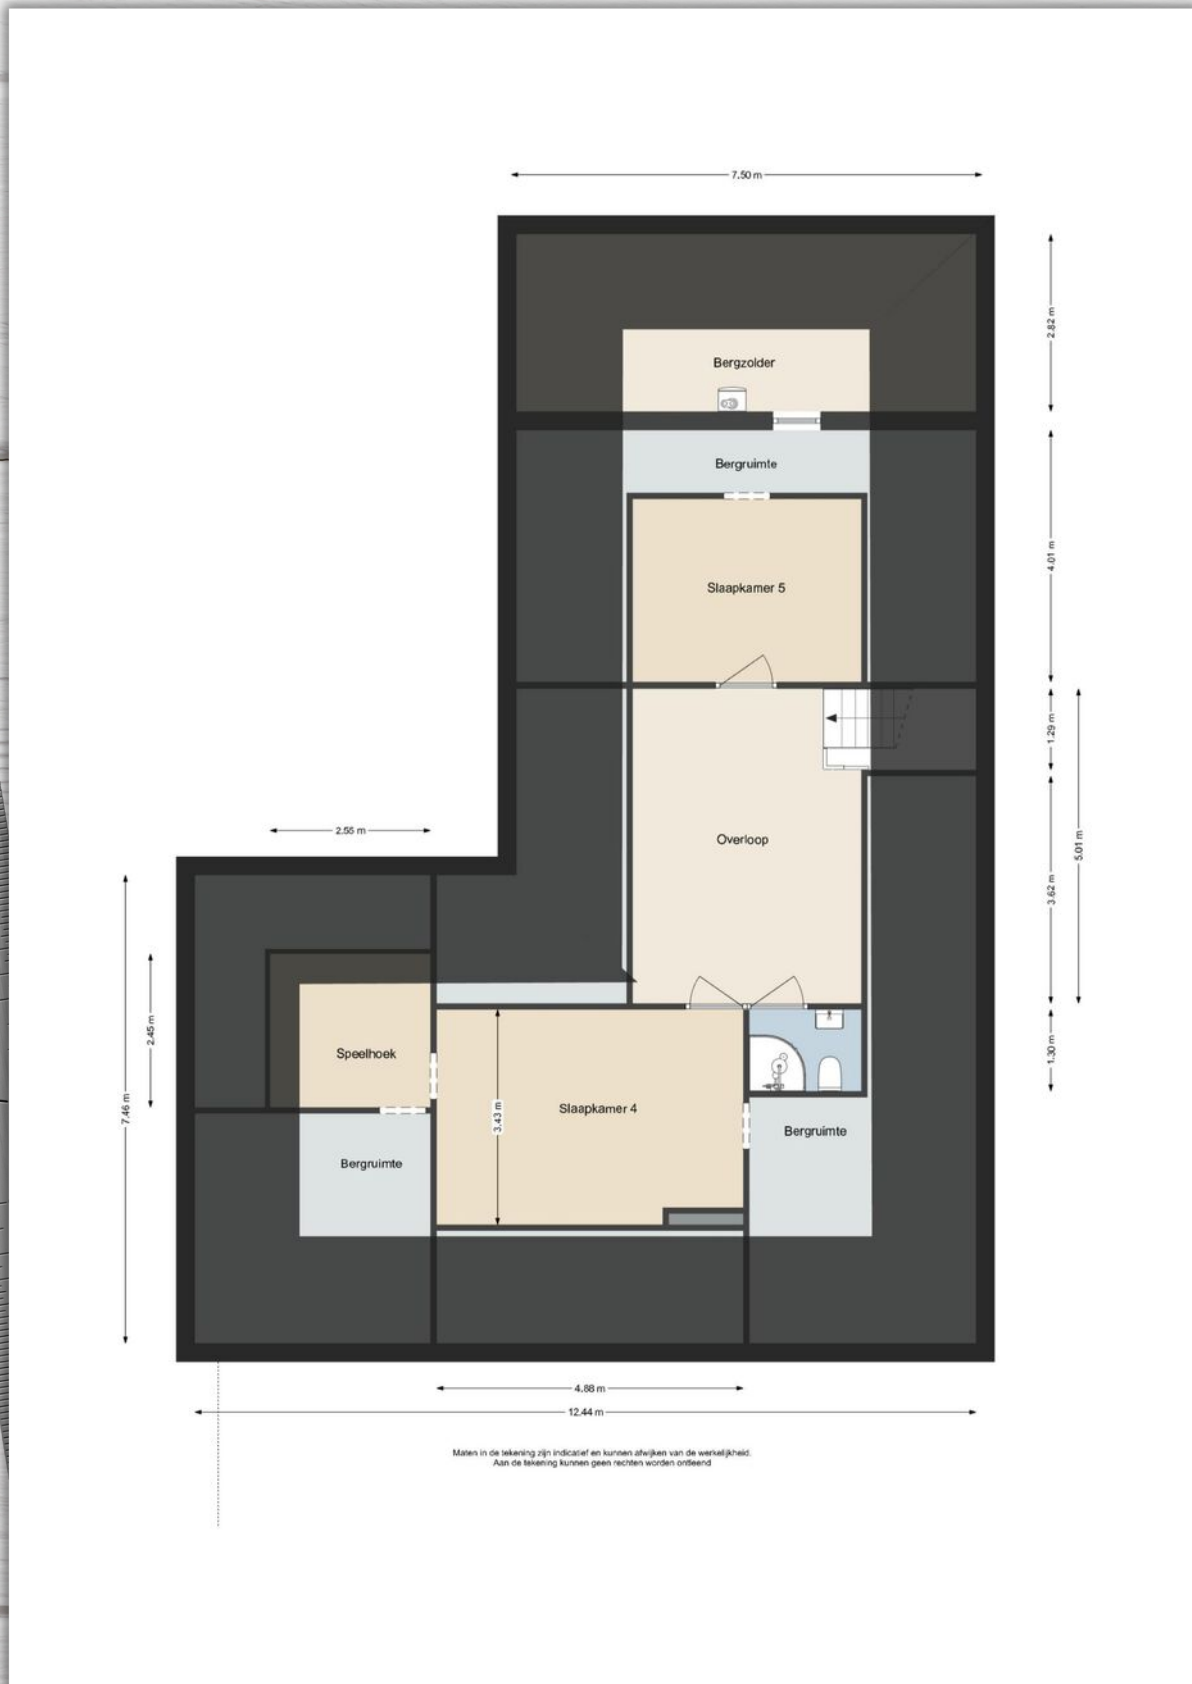 7.50 m
2.82 m
Bergzolder
Bergruimte
4.01 m
Slaapkamer 5
1.29 m
5.01 m
3.62 m
Overloop
2.55 m
2.45 m
7.46 m
Speelhoek
1.30 m
3.43 m
Slaapkamer 4
Bergruimte
Bergruimte
4.88 m
12.44 m
Maten in de tekening zijn indicatief en kunnen afwijken van de werkelijkheid.
Aan de tekening kunnen geen rechten worden ontleend